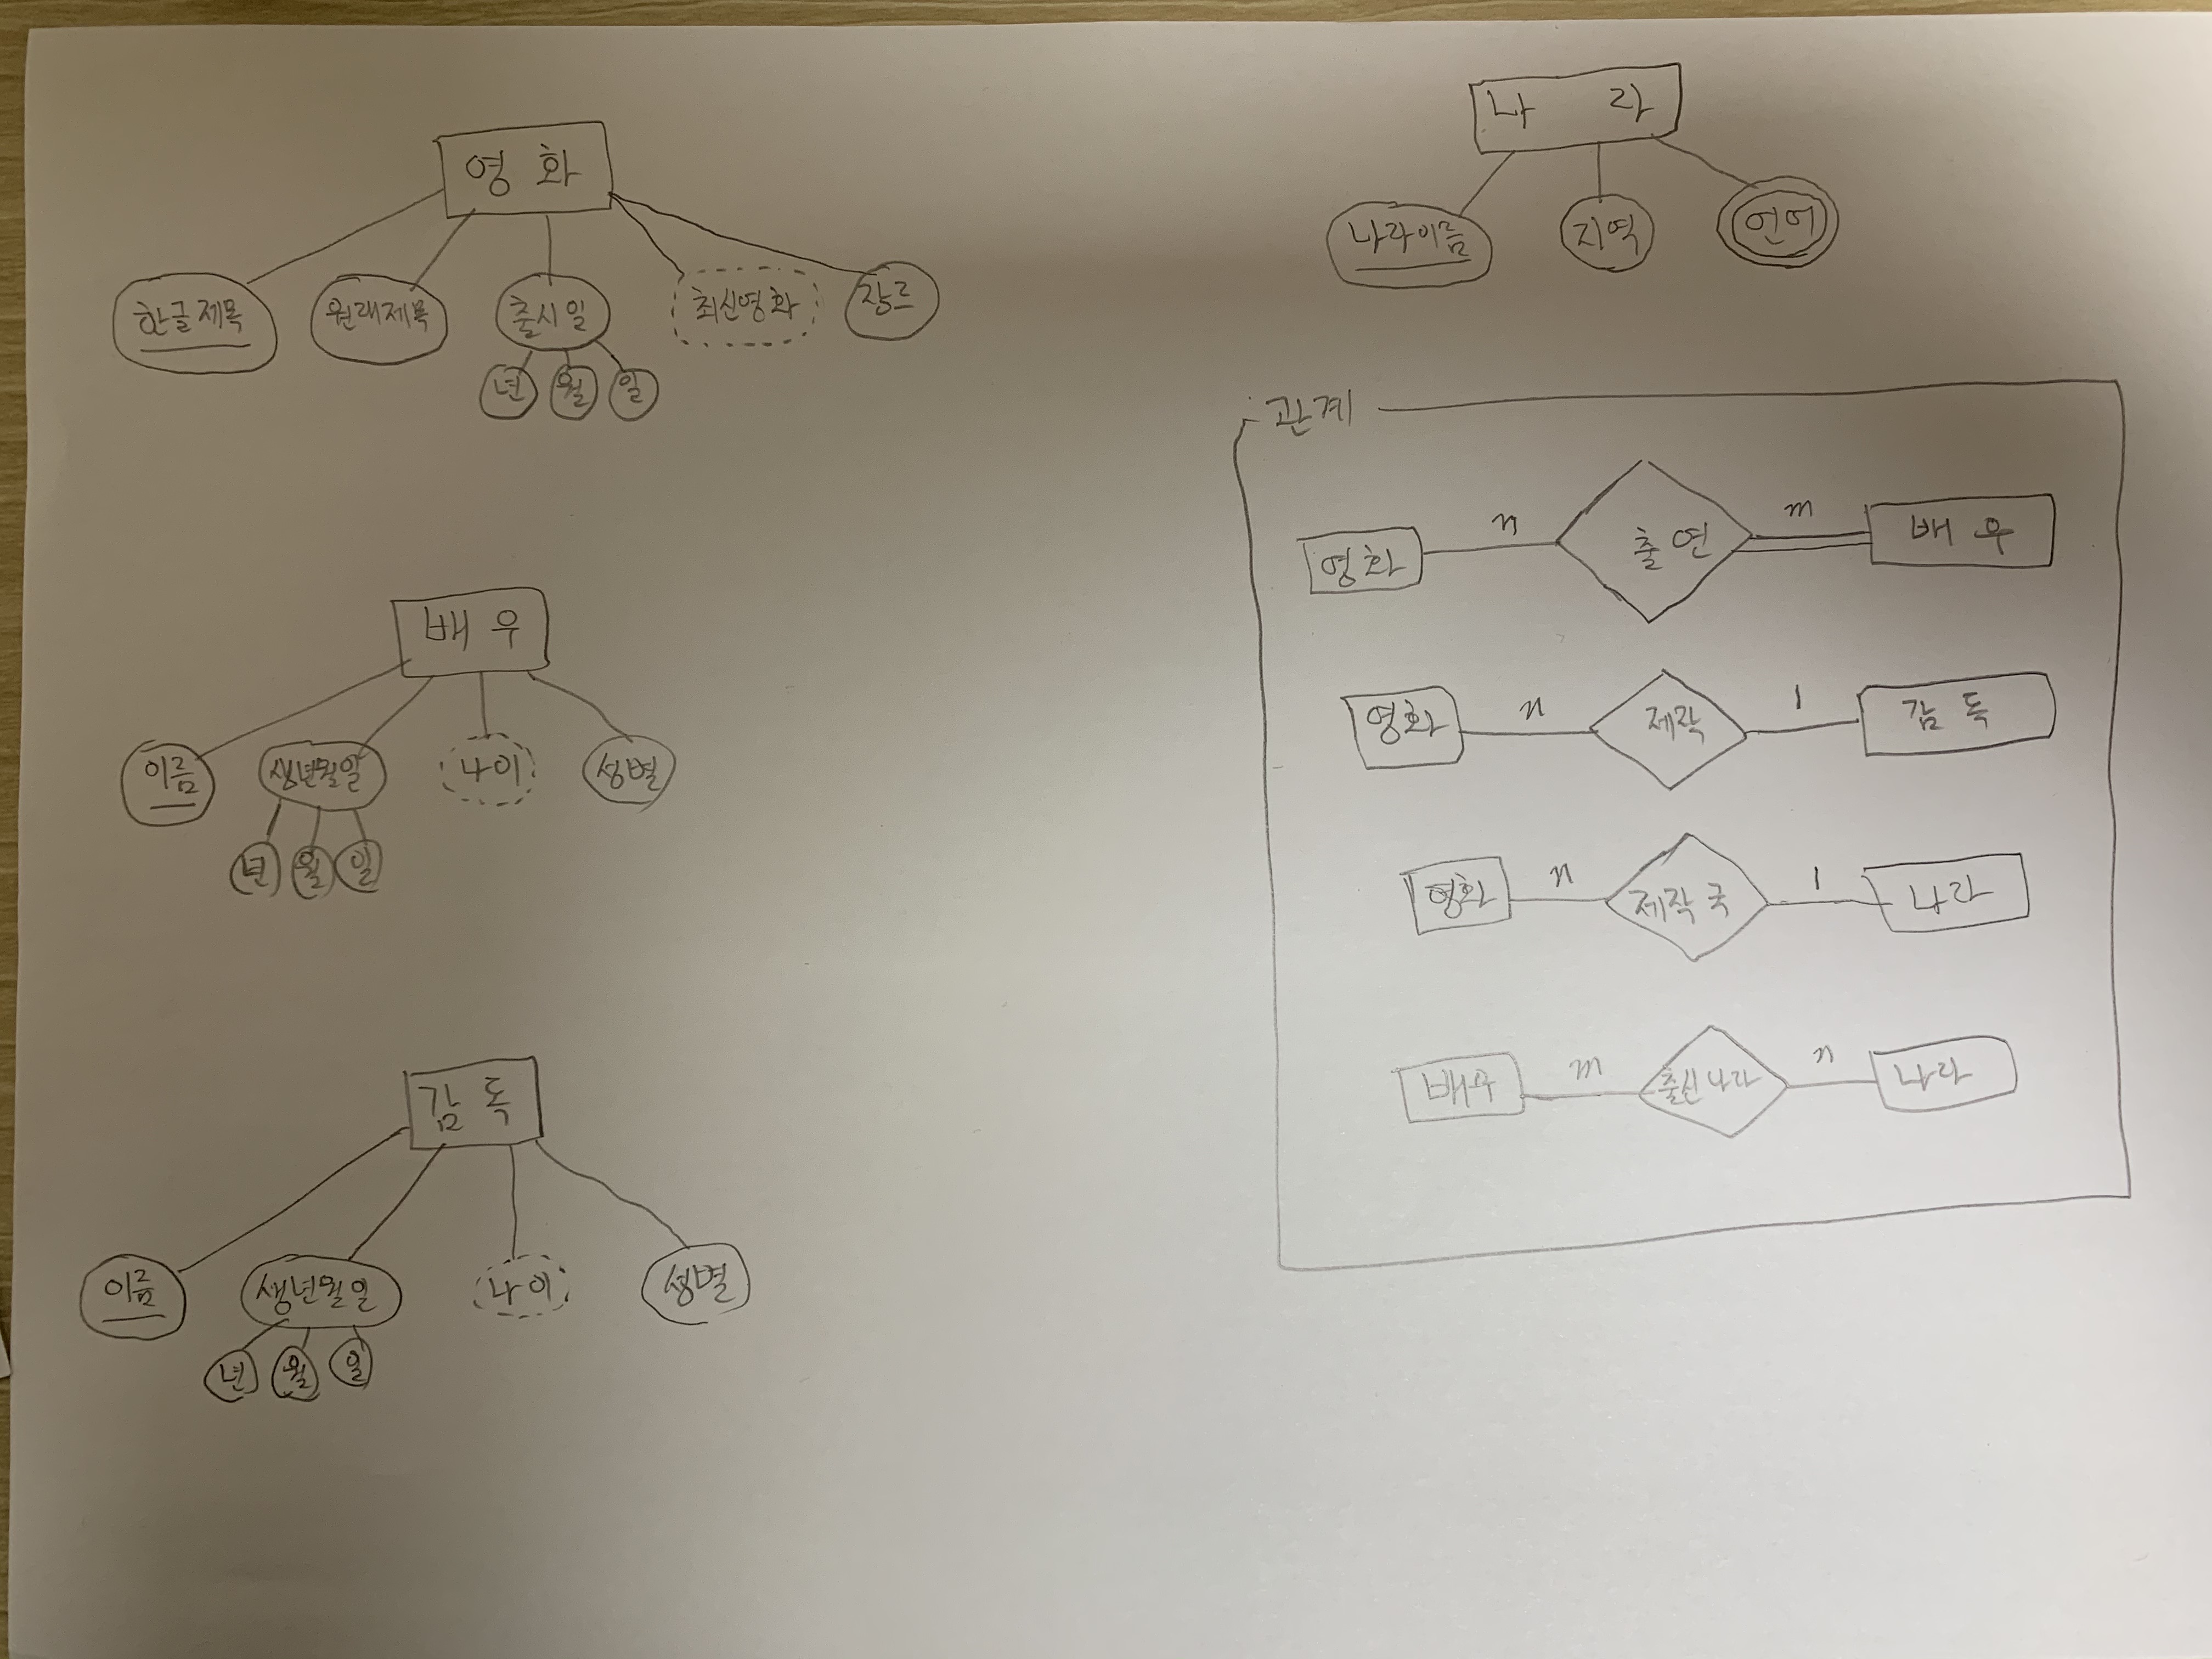 영화
한글제목
원래제목
출시일
년
월
일
최신영화
장르
배우
이름
생년월일
년
월
일
나이
성별
감독
이름
생년월일
년
월
일
나이
성별
나라
나라이름
지역
언어
관계
영화 n 출연 m 배우
영화 n 제작 1 감독
영화 n 제작국 1 나라
배우 m 출신나라 n 나라